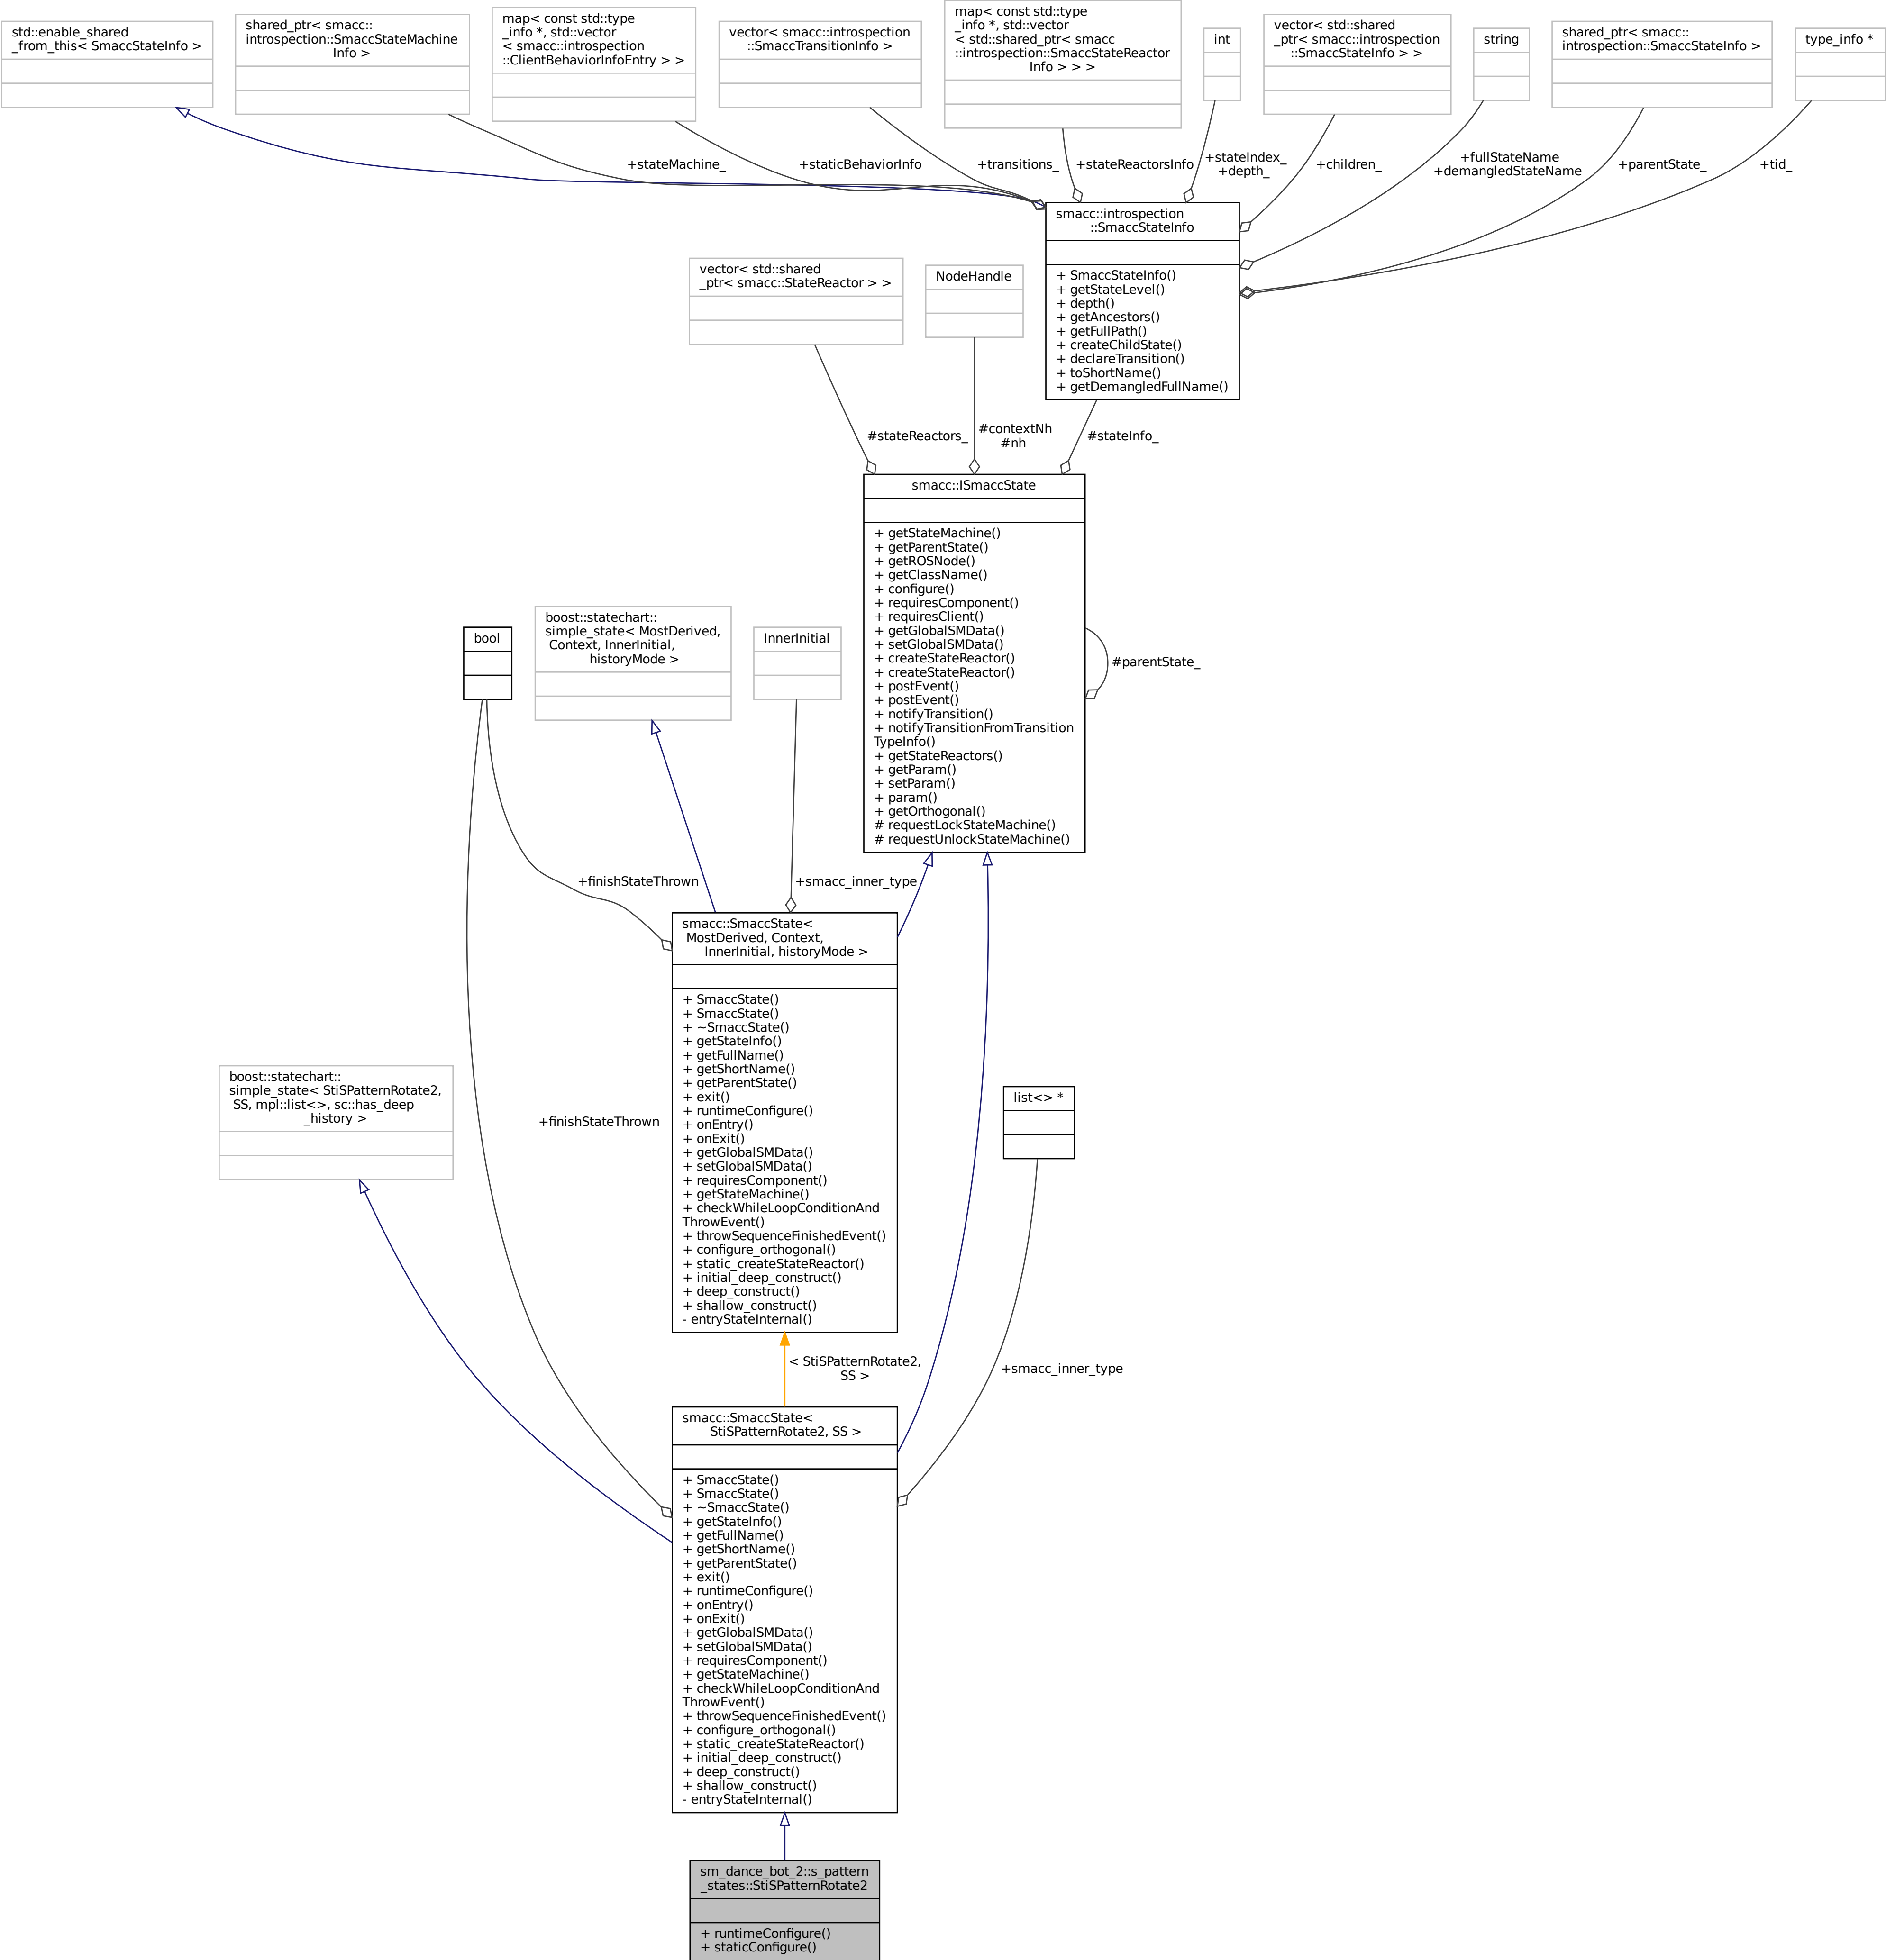 std::enable_shared
_from_this< SmaccStateInfo >
shared_ptr< smacc::
introspection::SmaccStateMachine
Info >
map< const std::type
_info *, std::vector
< smacc::introspection
::ClientBehaviorInfoEntry > >
vector< smacc::introspection
::SmaccTransitionInfo >
map< const std::type
_info *, std::vector
< std::shared_ptr< smacc
::introspection::SmaccStateReactor
Info > > >
int
vector< std::shared
_ptr< smacc::introspection
::SmaccStateInfo > >
string
shared_ptr< smacc::
introspection::SmaccStateInfo >
type_info *
+stateMachine_
+staticBehaviorInfo
+transitions_
+stateReactorsInfo
+stateIndex_
+depth_
+children_
+fullStateName
+demangledStateName
+parentState_
+tid_
smacc::introspection
::SmaccStateInfo
+ SmaccStateInfo()
+ getStateLevel()
+ depth()
+ getAncestors()
+ getFullPath()
+ createChildState()
+ declareTransition()
+ toShortName()
+ getDemangledFullName()
vector< std::shared
_ptr< smacc::StateReactor > >
NodeHandle
#stateReactors_
#contextNh
#nh
#stateInfo_
smacc::ISmaccState
+ getStateMachine()
+ getParentState()
+ getROSNode()
+ getClassName()
+ configure()
+ requiresComponent()
+ requiresClient()
+ getGlobalSMData()
+ setGlobalSMData()
+ createStateReactor()
+ createStateReactor()
+ postEvent()
+ postEvent()
+ notifyTransition()
+ notifyTransitionFromTransition
TypeInfo()
+ getStateReactors()
+ getParam()
+ setParam()
+ param()
+ getOrthogonal()
# requestLockStateMachine()
# requestUnlockStateMachine()
#parentState_
bool
boost::statechart::
simple_state< MostDerived,
Context, InnerInitial,
historyMode >
InnerInitial
+finishStateThrown
+smacc_inner_type
smacc::SmaccState<
MostDerived, Context,
InnerInitial, historyMode >
+ SmaccState()
+ SmaccState()
+ ~SmaccState()
+ getStateInfo()
+ getFullName()
+ getShortName()
+ getParentState()
+ exit()
+ runtimeConfigure()
+ onEntry()
+ onExit()
+ getGlobalSMData()
+ setGlobalSMData()
+ requiresComponent()
+ getStateMachine()
+ checkWhileLoopConditionAnd
ThrowEvent()
+ throwSequenceFinishedEvent()
+ configure_orthogonal()
+ static_createStateReactor()
+ initial_deep_construct()
+ deep_construct()
+ shallow_construct()
- entryStateInternal()
boost::statechart::
simple_state< StiSPatternRotate2,
SS, mpl::list<>, sc::has_deep
_history >
+finishStateThrown
list<> *
< StiSPatternRotate2,
SS >
+smacc_inner_type
smacc::SmaccState<
StiSPatternRotate2, SS >
+ SmaccState()
+ SmaccState()
+ ~SmaccState()
+ getStateInfo()
+ getFullName()
+ getShortName()
+ getParentState()
+ exit()
+ runtimeConfigure()
+ onEntry()
+ onExit()
+ getGlobalSMData()
+ setGlobalSMData()
+ requiresComponent()
+ getStateMachine()
+ checkWhileLoopConditionAnd
ThrowEvent()
+ throwSequenceFinishedEvent()
+ configure_orthogonal()
+ static_createStateReactor()
+ initial_deep_construct()
+ deep_construct()
+ shallow_construct()
- entryStateInternal()
sm_dance_bot_2::s_pattern
_states::StiSPatternRotate2
+ runtimeConfigure()
+ staticConfigure()